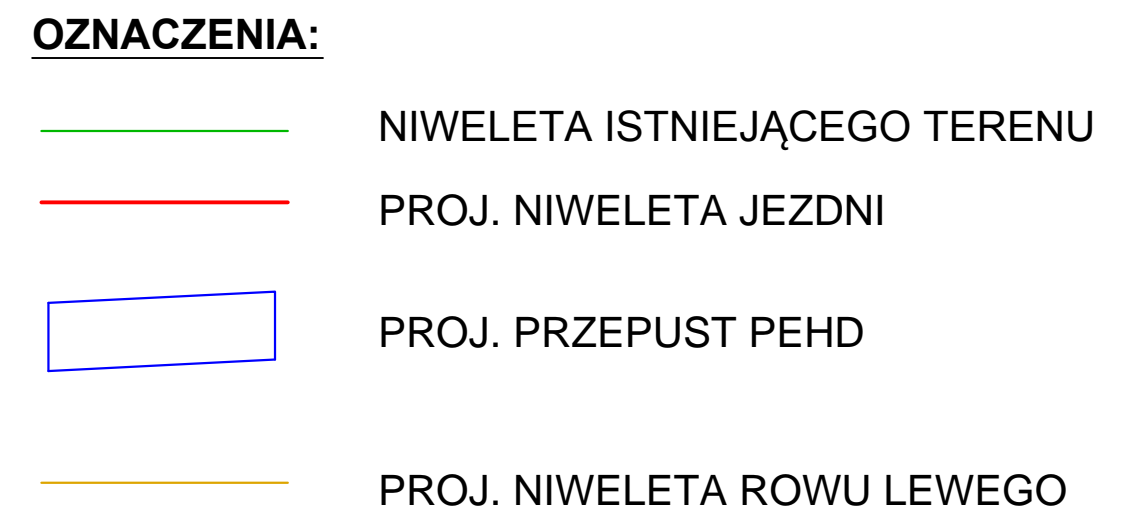 OZNACZENIA:
NIWELETA ISTNIEJĄCEGO TERENU
PROJ. NIWELETA JEZDNI
PROJ. PRZEPUST PEHD
PROJ. NIWELETA ROWU LEWEGO